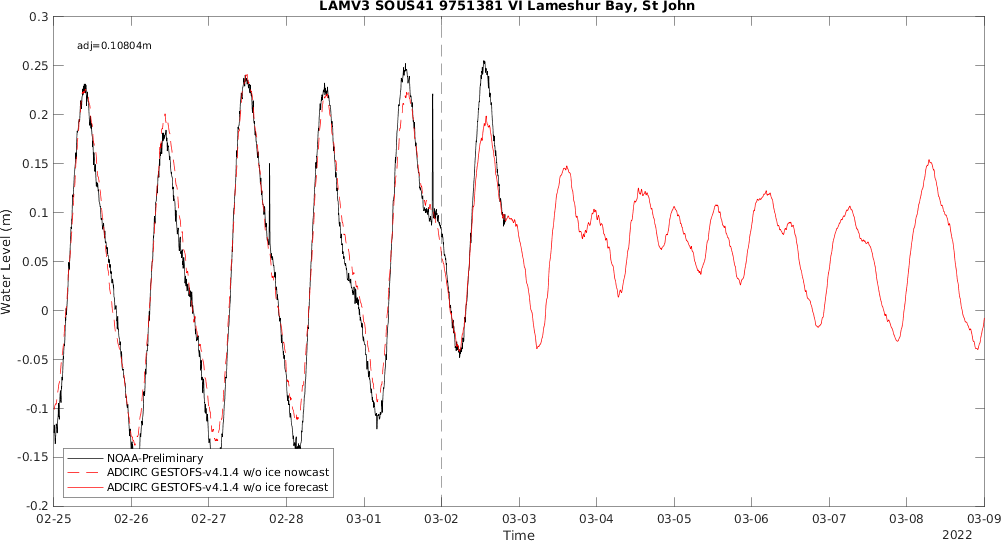 LAMV3 SOUS41 9751381 VI Lameshur Bay, St John
adj=0.10804m
0.3
0.25
0.2
0.15
0.1
0.05
0
-0.05
-0.1
-0.15
-0.2
Water Level (m)
NOAA-Preliminary
ADCIRC GESTOFS-v4.1.4 w/o ice nowcast
ADCIRC GESTOFS-v4.1.4 w/o ice forecast
02-25 02-26 02-27 02-28 03-01 03-02 03-03 03-04 03-05 03-06 03-07 03-08 03-09
Time
2022